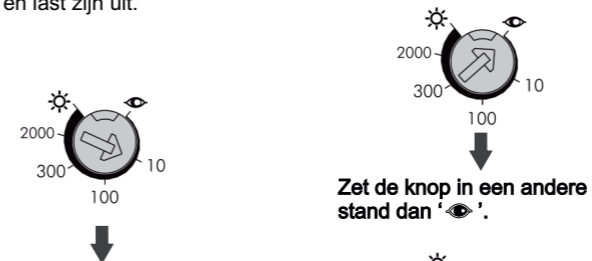 en last zijn uit.
2000
300
100
10
2000
300
100
10
Zet de knop in een andere
stand dan ‘ ’.